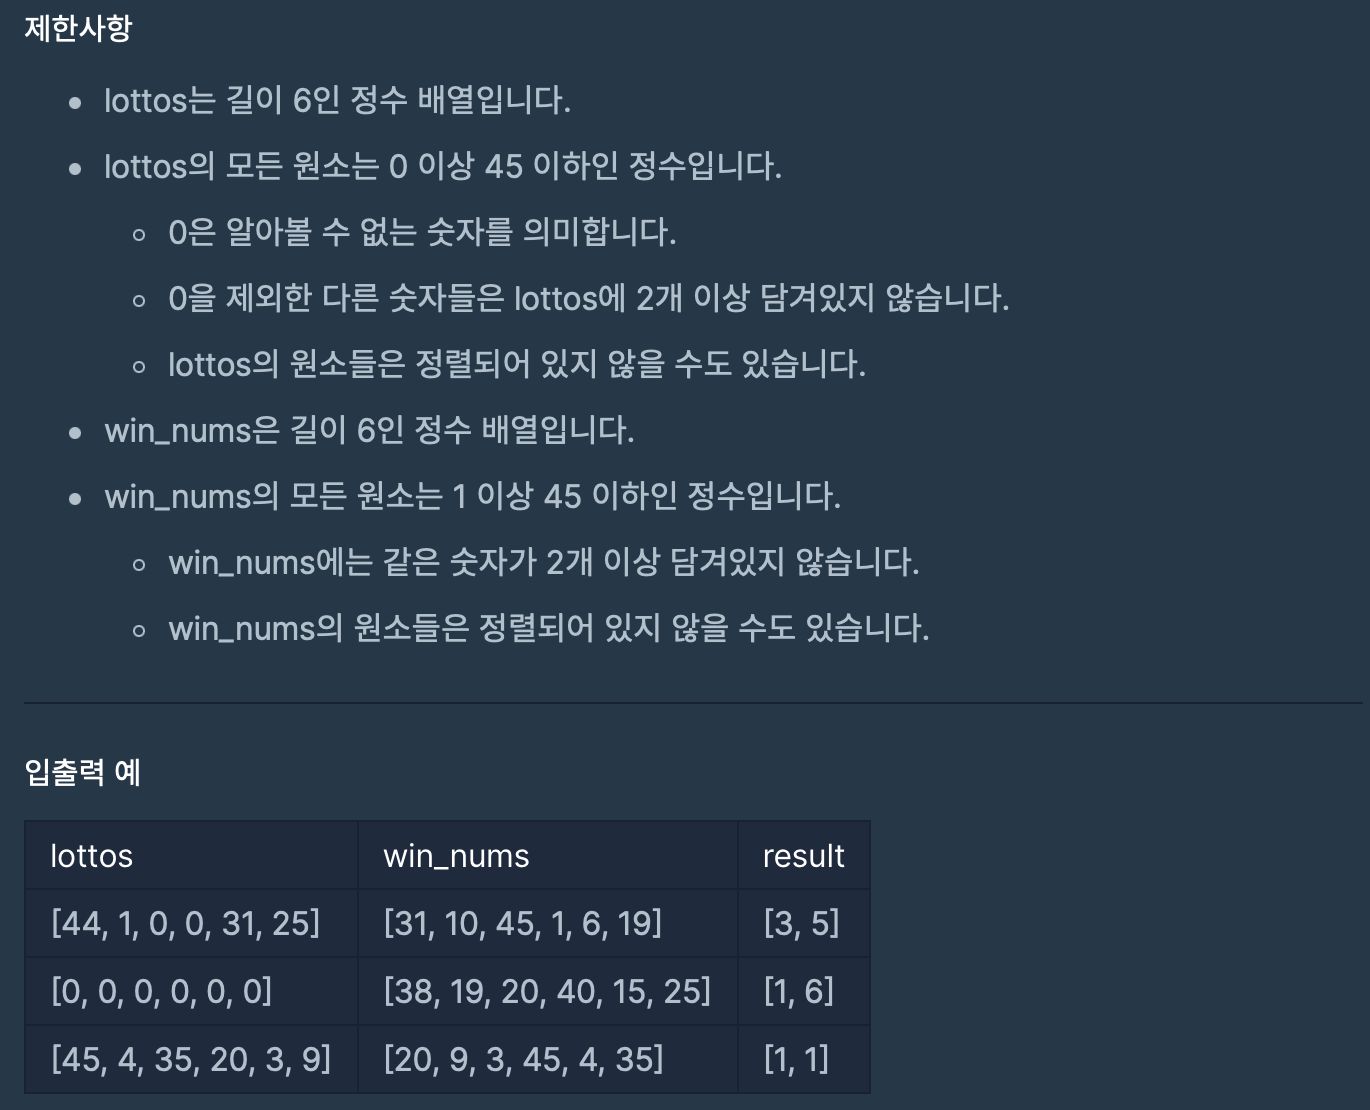 제한사항
lottos는 길이 6인 정수 배열입니다.
lottos의 모든 원소는 0 이상 45 이하인 정수입니다.
0은 알아볼 수 없는 숫자를 의미합니다.
0을 제외한 다른 숫자들은 lottos에 2개 이상 담겨있지 않습니다.
lottos의 원소들은 정렬되어 있지 않을 수도 있습니다.
win_nums은 길이 6인 정수 배열입니다.
win_nums의 모든 원소는 1 이상 45 이하인 정수입니다.
win_nums에는 같은 숫자가 2개 이상 담겨있지 않습니다.
win_nums의 원소들은 정렬되어 있지 않을 수도 있습니다.
입출력 예
lottos win_nums result
[44, 1, 0, 0, 31, 25] [31, 10, 45, 1, 6, 19] [3, 5]
[0, 0, 0, 0, 0, 0] [38, 19, 20, 40, 15, 25] [1, 6]
[45, 4, 35, 20, 3, 9] [20, 9, 3, 45, 4, 35] [1, 1]